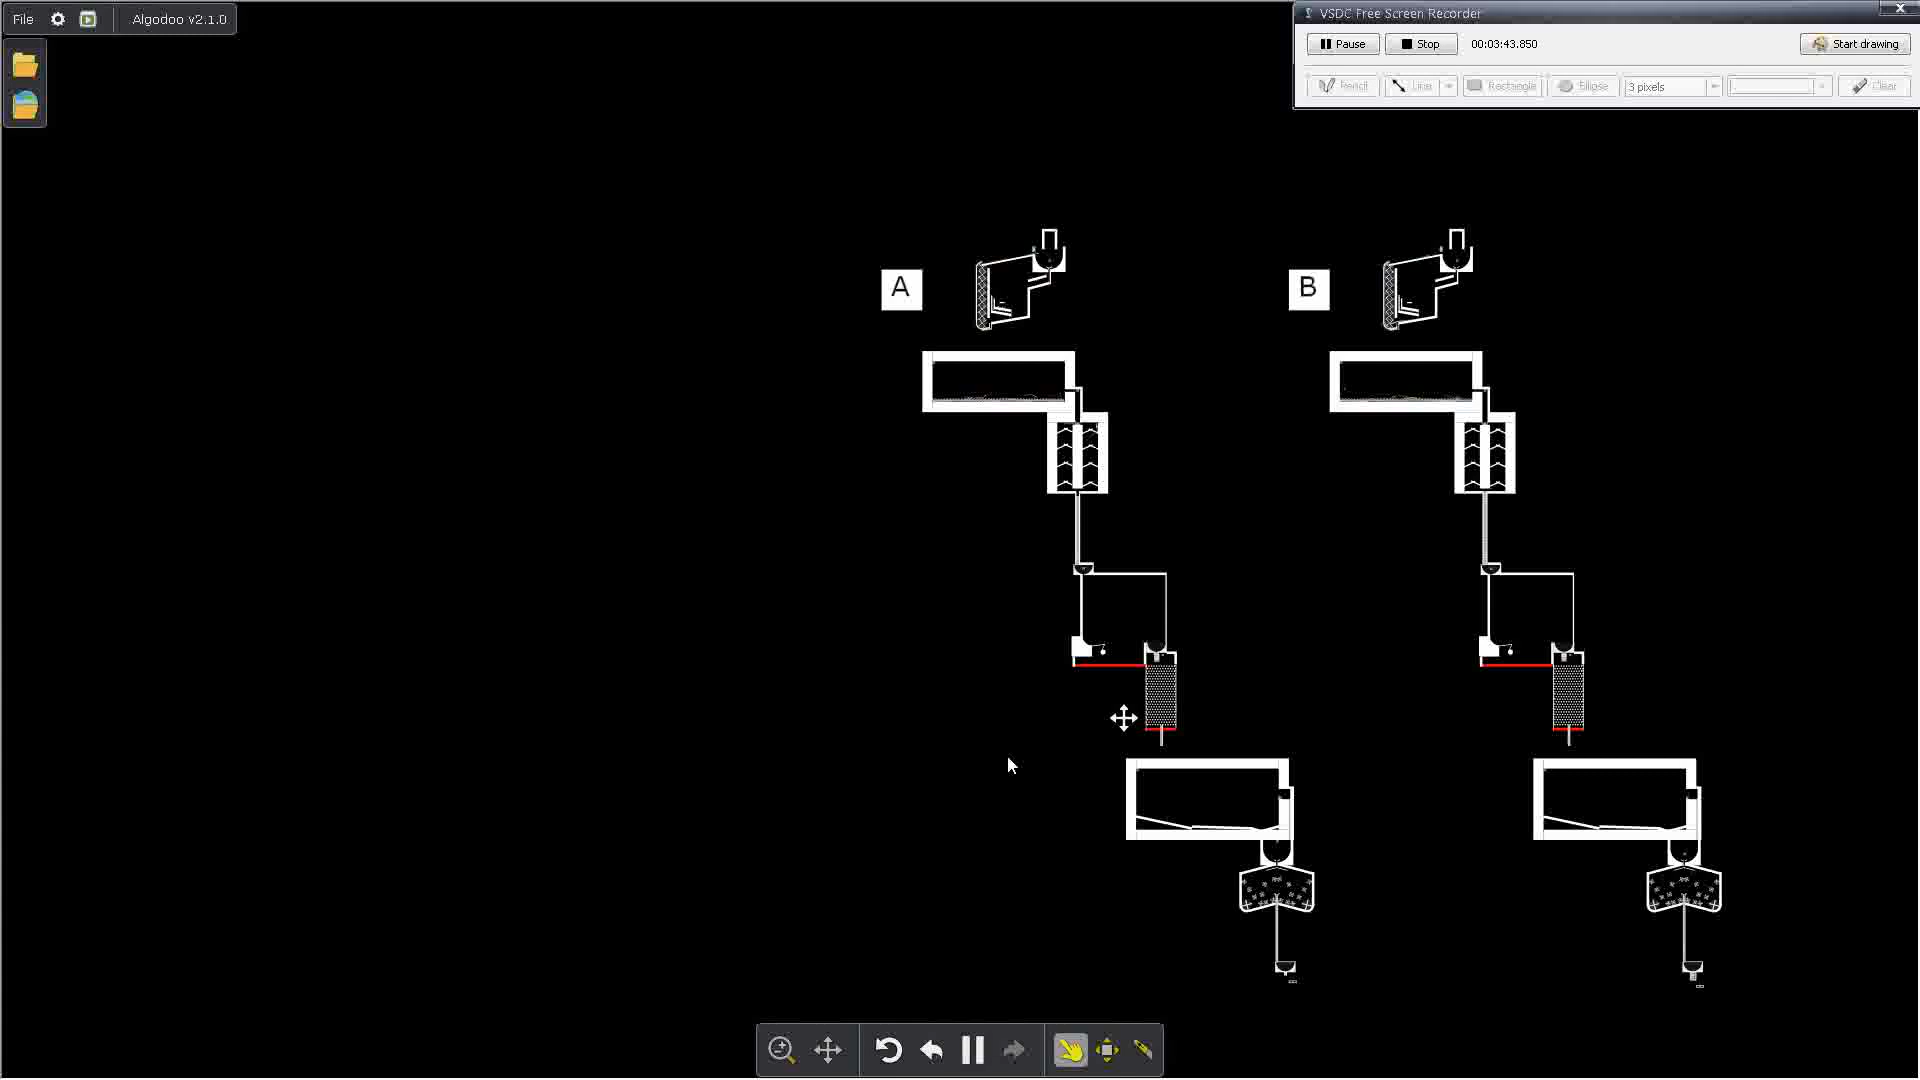 File Algodoo v2.1.0
VSDC Free Screen Recorder
Pause Stop 00:03:43.850 Start drawing
Pencil Line Rectangle Ellipse 3 pixels Clear
A B